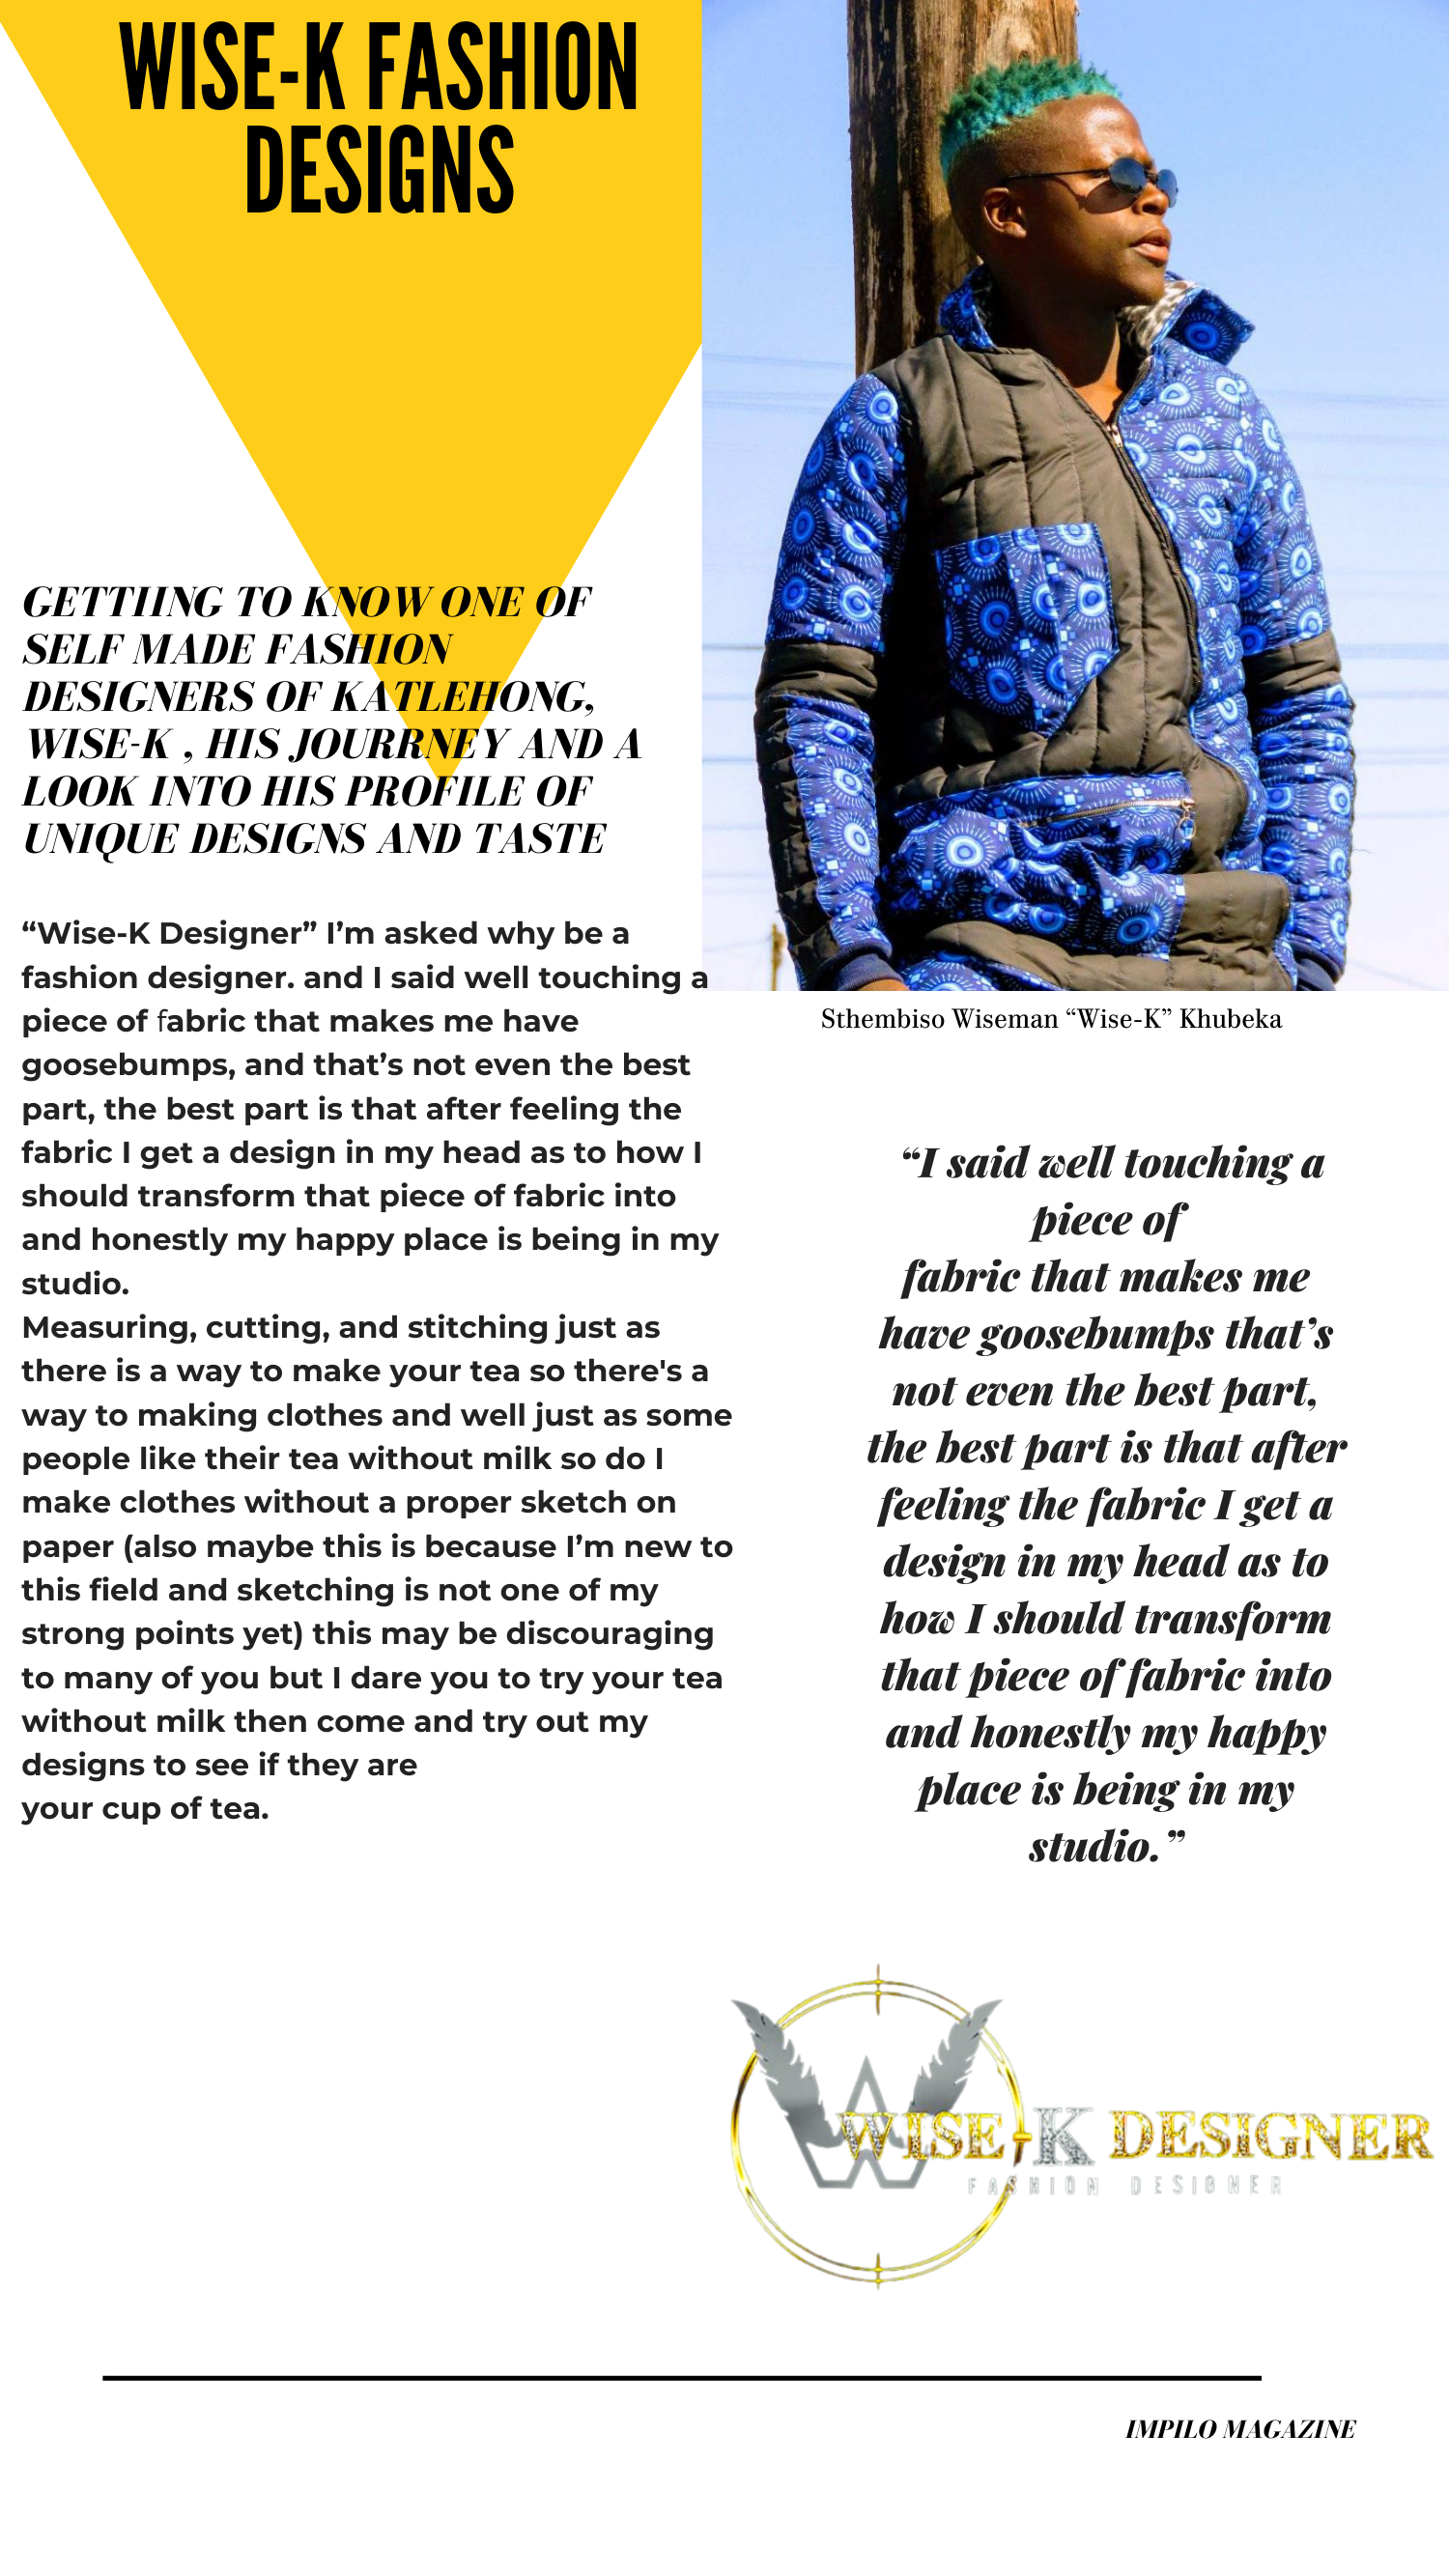 WISE-K FASHION
DESIGNS
GETTIING TO KNOW ONE OF
SELF MADE FASHION
DESIGNERS OF KATLEHONG,
WISE-K , HIS JOURRNEY AND A
LOOK INTO HIS PROFILE OF
UNIQUE DESIGNS AND TASTE
“Wise-K Designer” I’m asked why be a
fashion designer. and I said well touching a
piece of fabric that makes me have
goosebumps, and that’s not even the best
part, the best part is that after feeling the
fabric I get a design in my head as to how I
should transform that piece of fabric into
and honestly my happy place is being in my
studio.
Measuring, cutting, and stitching just as
there is a way to make your tea so there's a
way to making clothes and well just as some
people like their tea without milk so do I
make clothes without a proper sketch on
paper (also maybe this is because I’m new to
this field and sketching is not one of my
strong points yet) this may be discouraging
to many of you but I dare you to try your tea
without milk then come and try out my
designs to see if they are
your cup of tea.
Sthembiso Wiseman “Wise-K” Khubeka
“I said well touching a
piece of
fabric that makes me
have goosebumps that’s
not even the best part,
the best part is that after
feeling the fabric I get a
design in my head as to
how I should transform
that piece of fabric into
and honestly my happy
place is being in my
studio.”
WISE-K DESIGNER
FASHION DESIGNER
IMPILO MAGAZINE